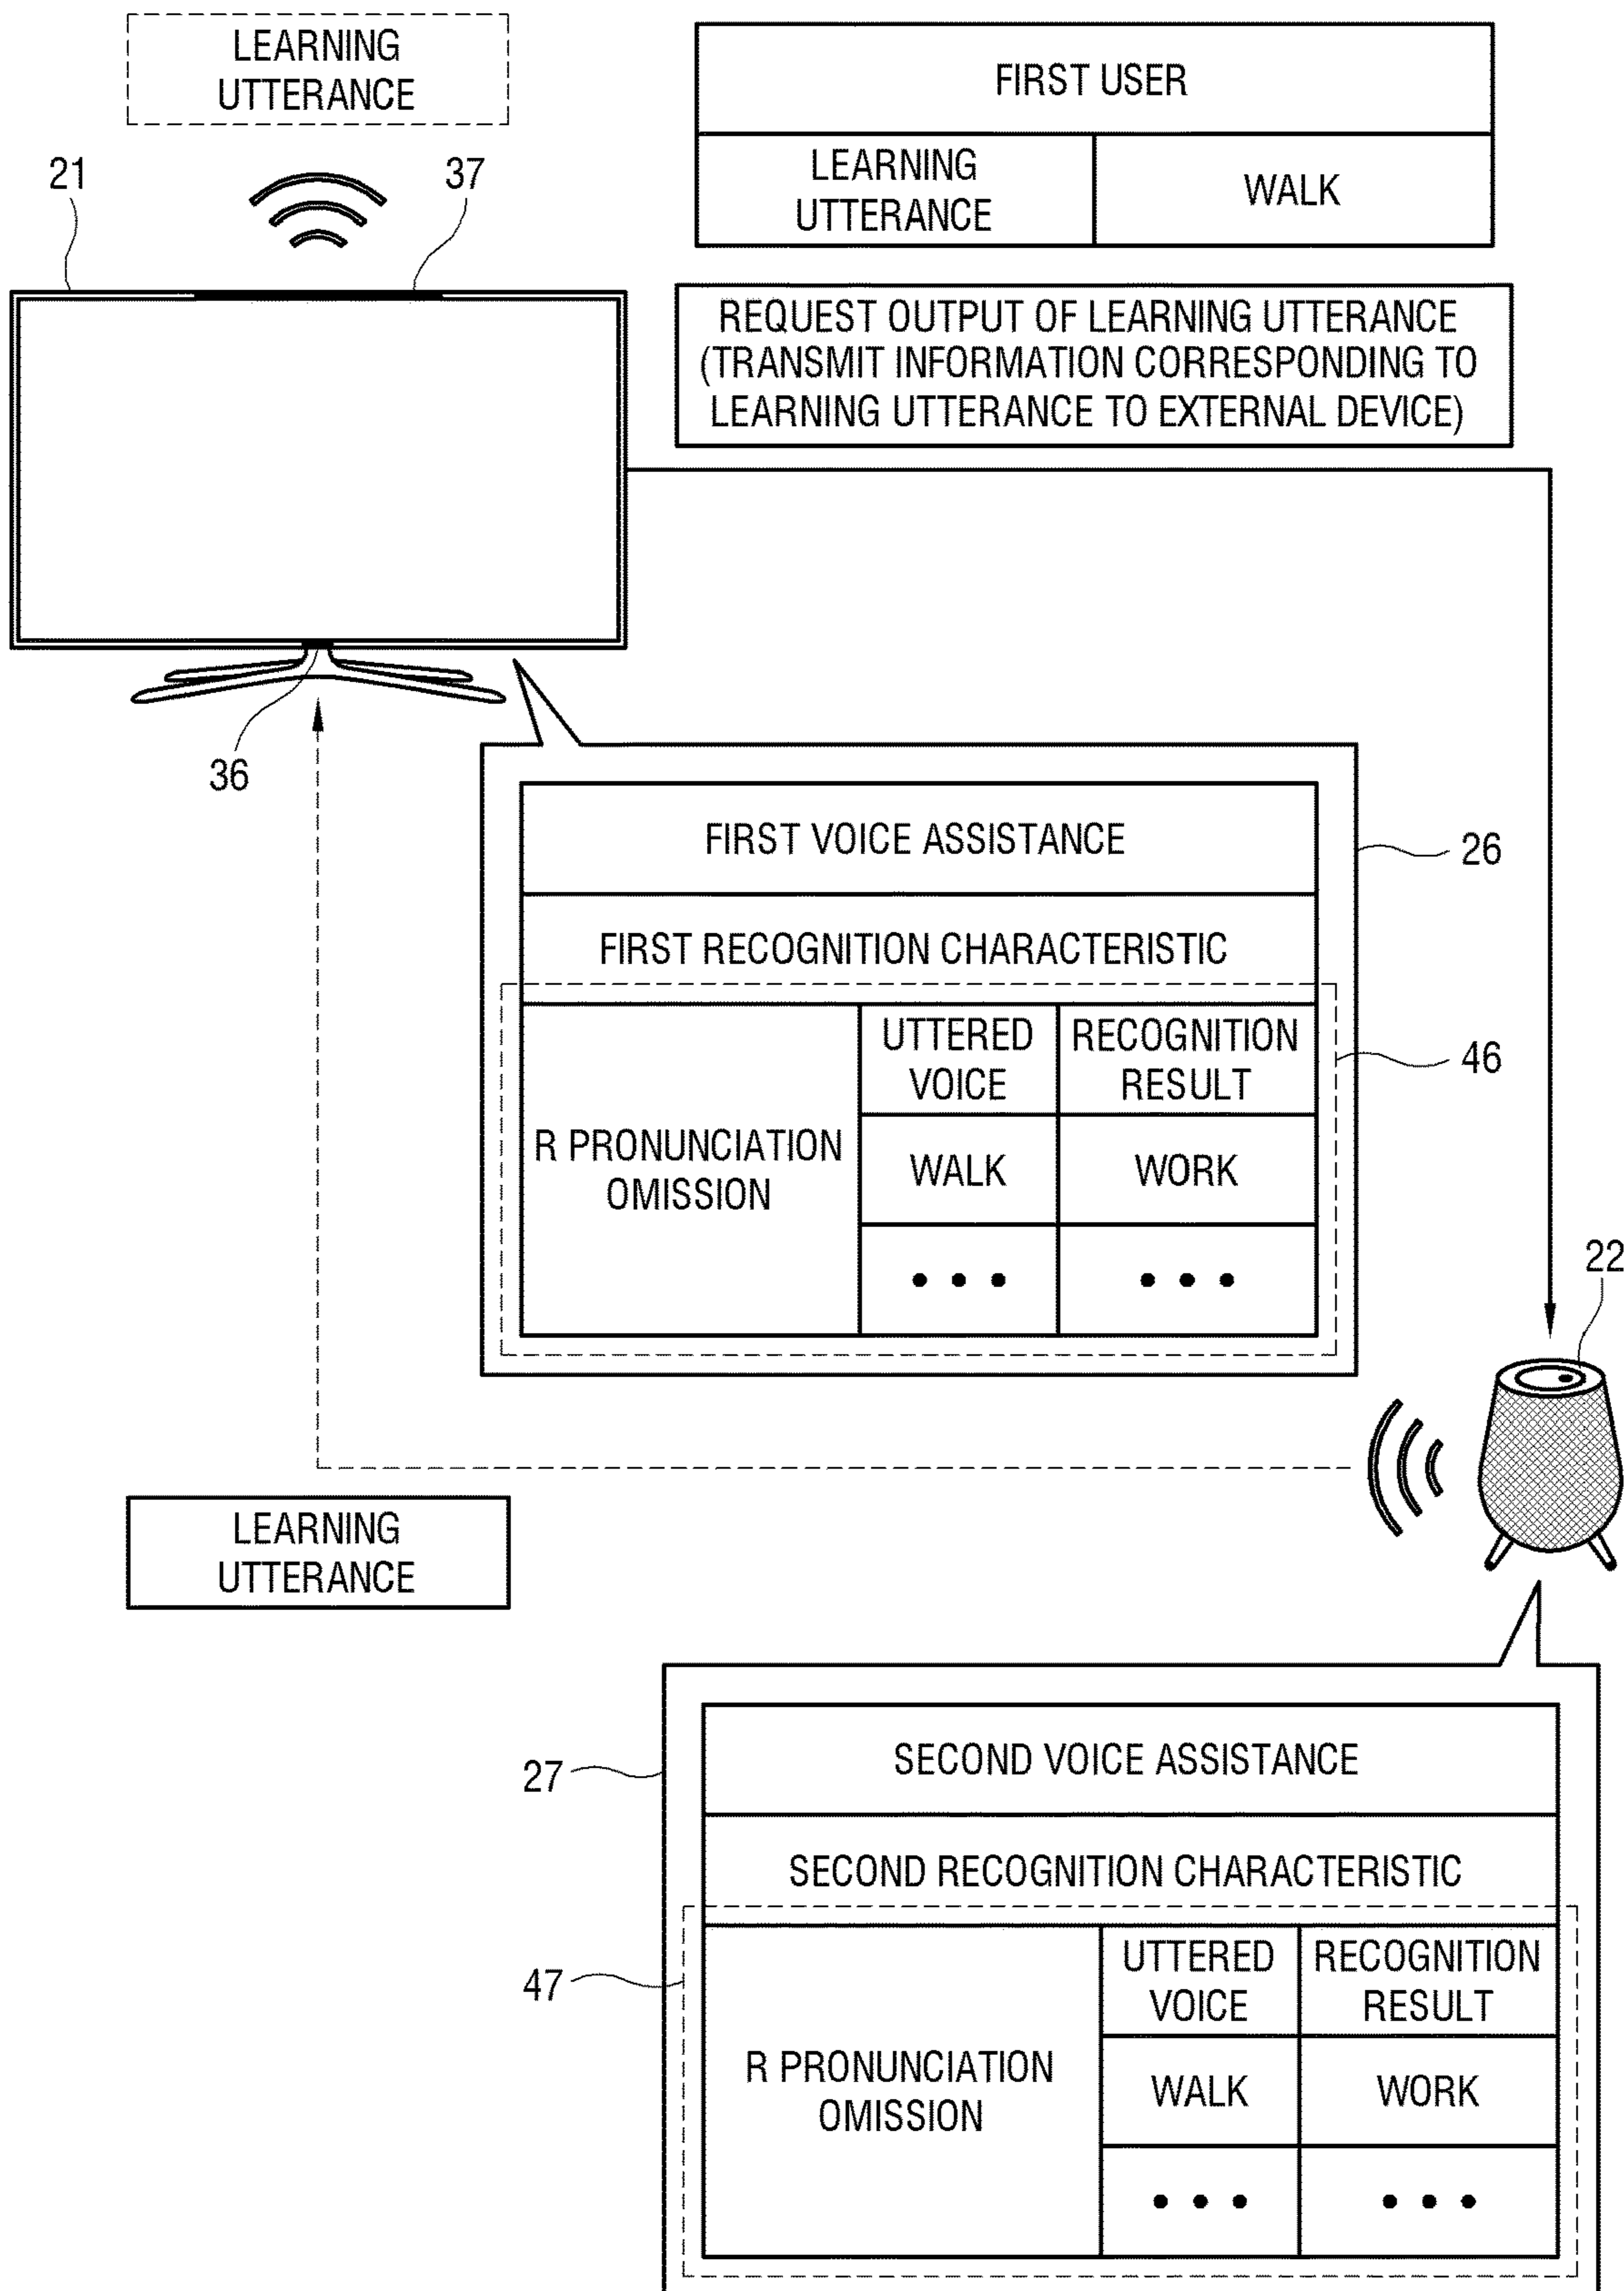 LEARNING
UTTERANCE
FIRST USER
LEARNING
UTTERANCE
WALK
21
37
REQUEST OUTPUT OF LEARNING UTTERANCE
(TRANSMIT INFORMATION CORRESPONDING TO
LEARNING UTTERANCE TO EXTERNAL DEVICE)
36
FIRST VOICE ASSISTANCE
26
FIRST RECOGNITION CHARACTERISTIC
R PRONUNCIATION
OMISSION
UTTERED
VOICE
RECOGNITION
RESULT
46
WALK
WORK
• • •
• • •
22
LEARNING
UTTERANCE
SECOND VOICE ASSISTANCE
27
SECOND RECOGNITION CHARACTERISTIC
47
R PRONUNCIATION
OMISSION
UTTERED
VOICE
RECOGNITION
RESULT
WALK
WORK
• • •
• • •